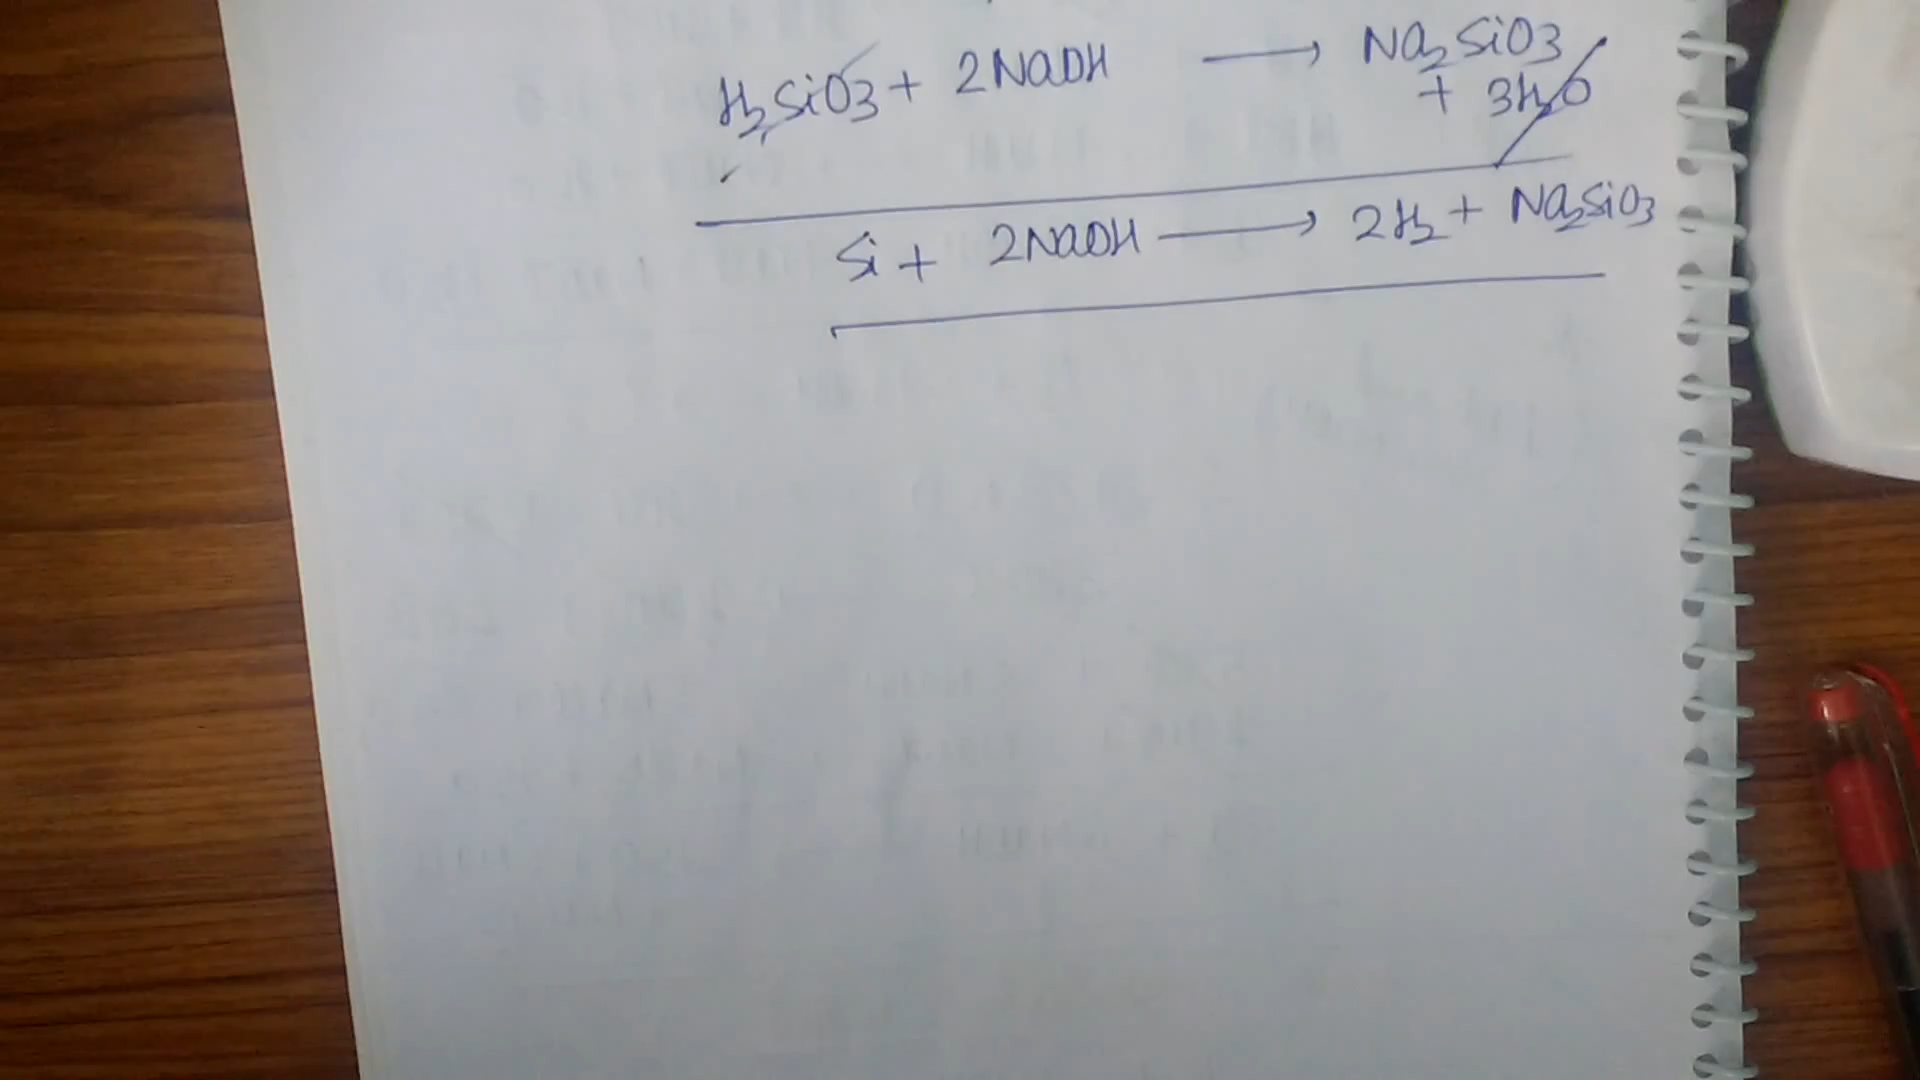 H2SiO3 + 2NaOH ⟶ Na2SiO3
+ 3H2O
Si + 2NaOH ⟶ 2H2 + Na2SiO3